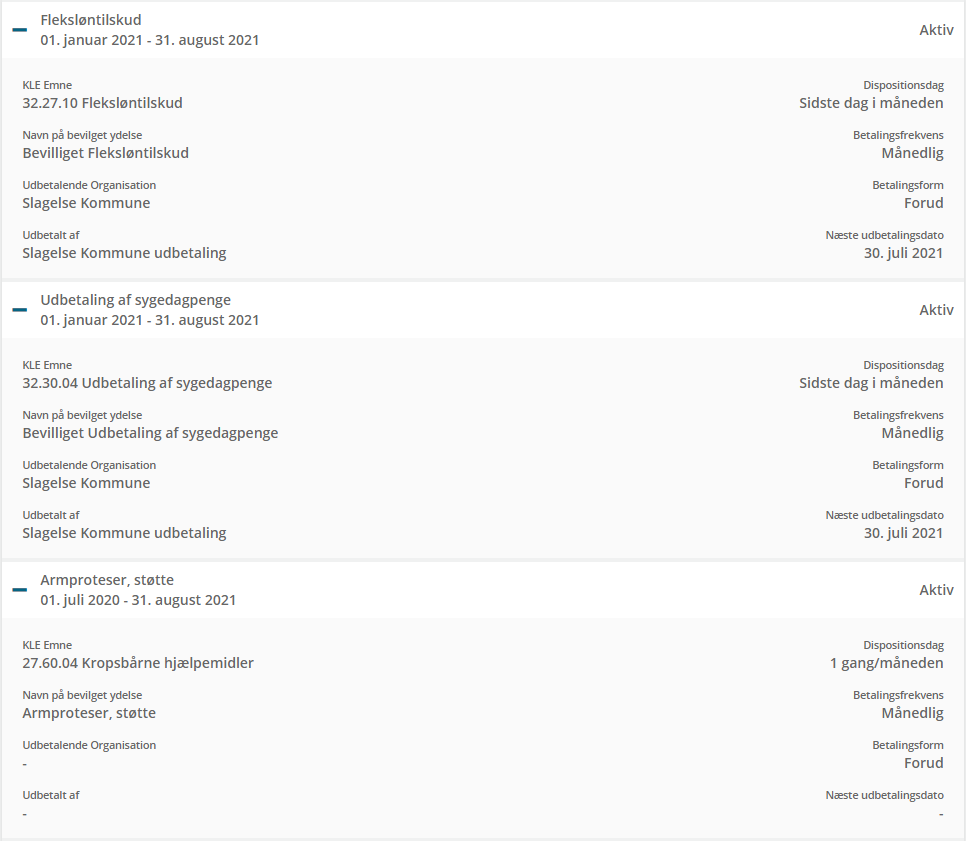 Fleksløntilskud
01. januar 2021 - 31. august 2021
Aktiv
KLE Emne
32.27.10 Fleksløntilskud
Dispositionsdag
Sidste dag i måneden
Navn på bevilget ydelse
Bevilliget Fleksløntilskud
Betalingsfrekvens
Månedlig
Udbetalende Organisation
Slagelse Kommune
Betalingsform
Forud
Udbetalt af
Slagelse Kommune udbetaling
Næste udbetalingsdato
30. juli 2021
Udbetaling af sygedagpenge
01. januar 2021 - 31. august 2021
Aktiv
KLE Emne
32.30.04 Udbetaling af sygedagpenge
Dispositionsdag
Sidste dag i måneden
Navn på bevilget ydelse
Bevilliget Udbetaling af sygedagpenge
Betalingsfrekvens
Månedlig
Udbetalende Organisation
Slagelse Kommune
Betalingsform
Forud
Udbetalt af
Slagelse Kommune udbetaling
Næste udbetalingsdato
30. juli 2021
Armproteser, støtte
01. juli 2020 - 31. august 2021
Aktiv
KLE Emne
27.60.04 Kropsbårne hjælpemidler
Dispositionsdag
1 gang/måneden
Navn på bevilget ydelse
Armproteser, støtte
Betalingsfrekvens
Månedlig
Udbetalende Organisation
-
Betalingsform
Forud
Udbetalt af
-
Næste udbetalingsdato
-